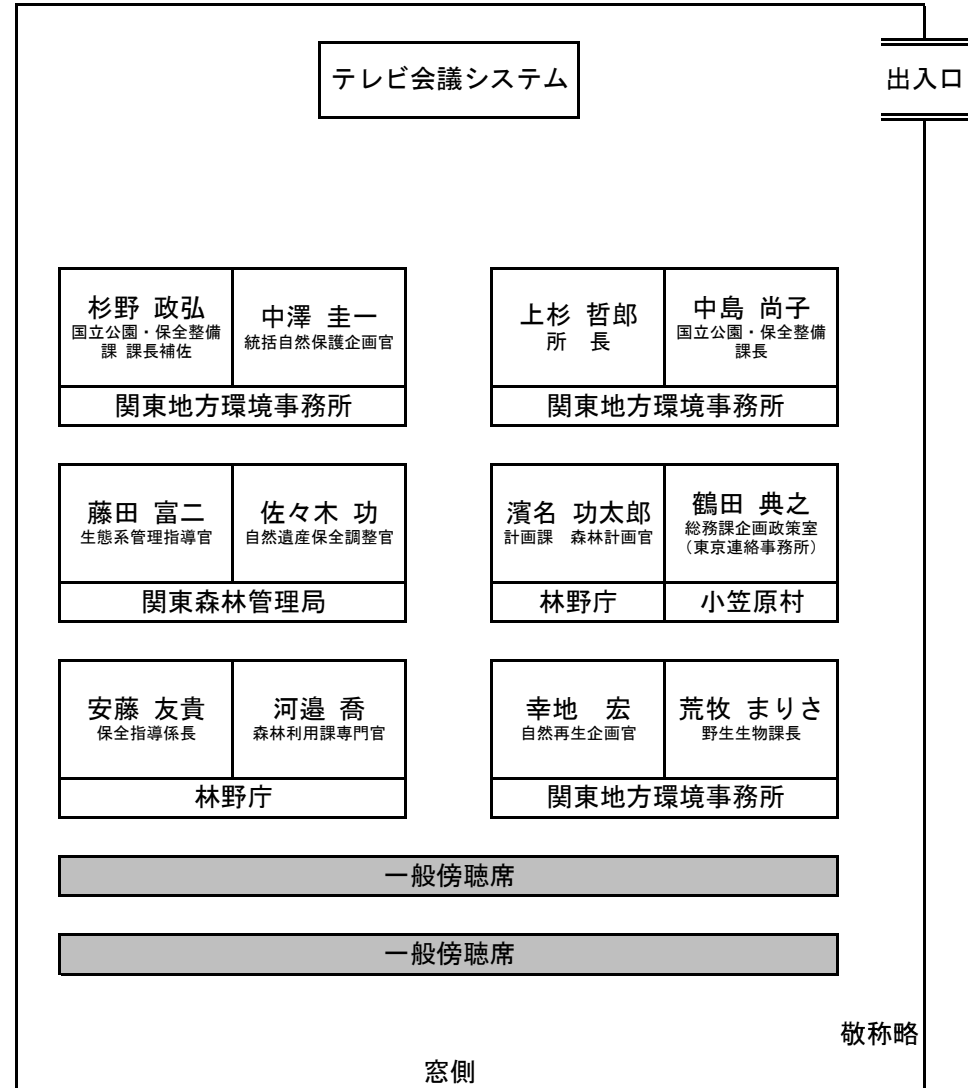 テレビ会議システム
出入口
杉野 政弘
国立公園・保全整備
課 課長補佐
中澤 圭一
統括自然保護企画官
関東地方環境事務所
上杉 哲郎
所 長
中島 尚子
国立公園・保全整備
課長
関東地方環境事務所
藤田 富二
生態系管理指導官
佐々木 功
自然遺産保全調整官
関東森林管理局
濱名 功太郎
計画課 森林計画官
林野庁
鶴田 典之
総務課企画政策室
（東京連絡事務所）
小笠原村
安藤 友貴
保全指導係長
河邉 喬
森林利用課専門官
林野庁
幸地 宏
自然再生企画官
荒牧 まりさ
野生生物課長
関東地方環境事務所
一般傍聴席
一般傍聴席
敬称略
窓側